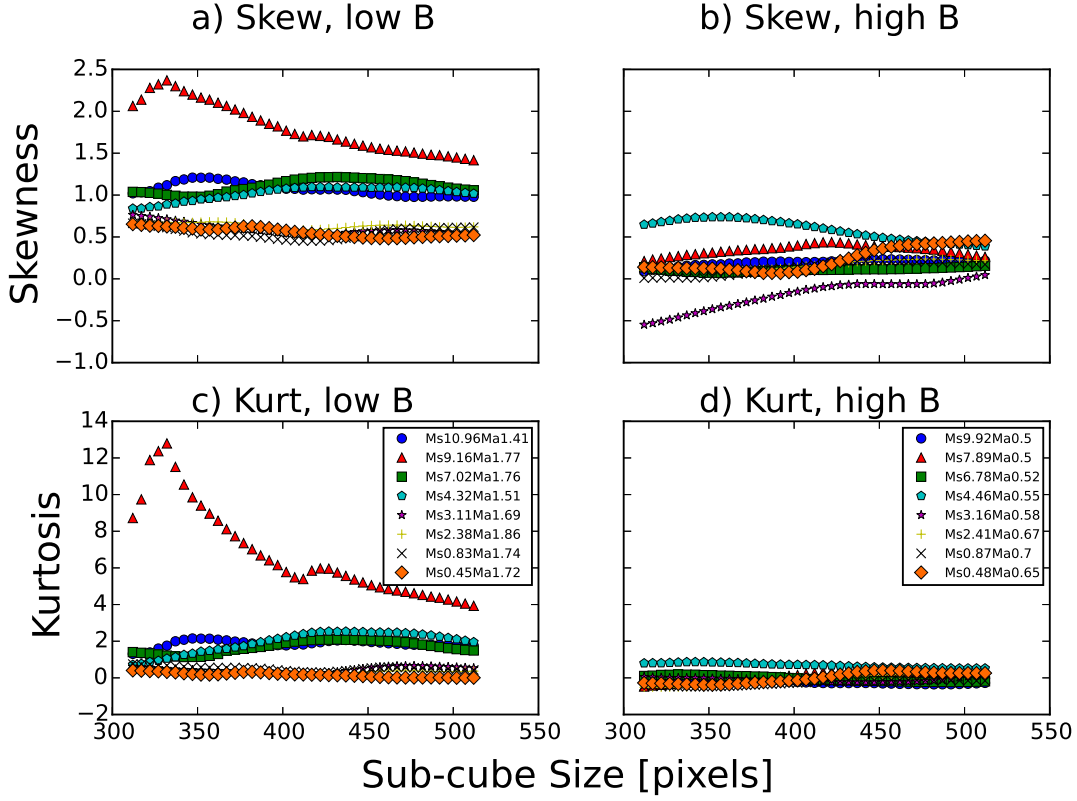 a) Skew, low B
b) Skew, high B
2.5
2.0
1.5
1.0
0.5
0.0
−0.5
−1.0
Skewness
c) Kurt, low B
d) Kurt, high B
14
12
10
8
6
4
2
0
−2
Kurtosis
Ms10.96Ma1.41
Ms9.16Ma1.77
Ms7.02Ma1.76
Ms4.32Ma1.51
Ms3.11Ma1.69
Ms2.38Ma1.86
Ms0.83Ma1.74
Ms0.45Ma1.72
Ms9.92Ma0.5
Ms7.89Ma0.5
Ms6.78Ma0.52
Ms4.46Ma0.55
Ms3.16Ma0.58
Ms2.41Ma0.67
Ms0.87Ma0.7
Ms0.48Ma0.65
300 350 400 450 500 550
300 350 400 450 500 550
Sub-cube Size [pixels]